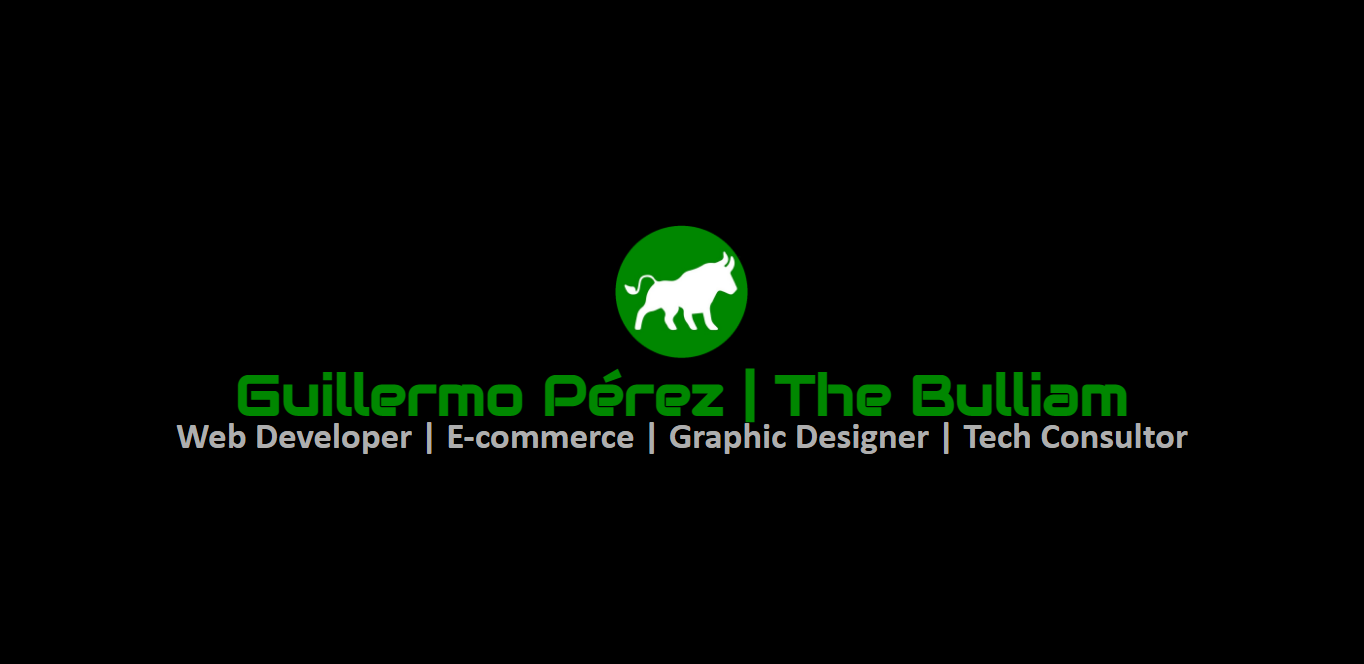 Guillermo Pérez | The Bulliam
Web Developer | E-commerce | Graphic Designer | Tech Consultor